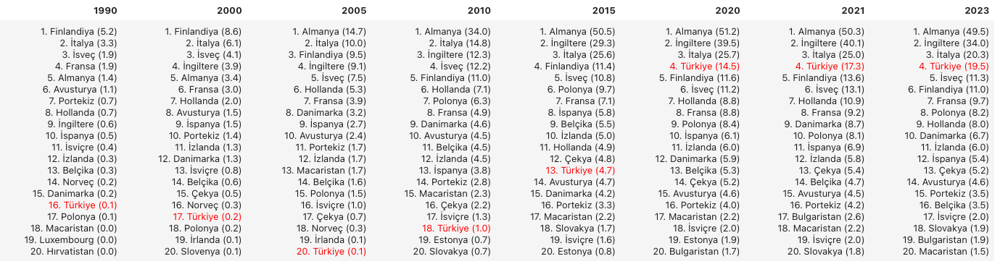 1990 2000 2005 2010 2015 2020 2021 2023
1. Finlandiya (5.2) 1. Finlandiya (8.6) 1. Almanya (14.7) 1. Almanya (34.0) 1. Almanya (50.5) 1. Almanya (51.2) 1. Almanya (50.3) 1. Almanya (49.5)
2. İtalya (3.3) 2. İtalya (6.1) 2. İtalya (10.0) 2. İtalya (14.8) 2. İngiltere (29.3) 2. İngiltere (39.5) 2. İngiltere (40.1) 2. İngiltere (34.0)
3. İsveç (1.9) 3. İsveç (4.1) 3. Finlandiya (9.5) 3. İngiltere (12.3) 3. İtalya (25.6) 3. İtalya (25.7) 3. İtalya (25.0) 3. İtalya (20.3)
4. Fransa (1.9) 4. İngiltere (3.9) 4. İngiltere (9.1) 4. İsveç (12.2) 4. Finlandiya (11.4) 4. Türkiye (14.5) 4. Türkiye (17.3) 4. Türkiye (19.5)
5. Almanya (1.4) 5. Almanya (3.4) 5. İsveç (7.5) 5. Finlandiya (11.0) 5. İsveç (10.8) 5. Finlandiya (11.6) 5. Finlandiya (13.6) 5. İsveç (11.3)
6. Avusturya (1.1) 6. Fransa (3.0) 6. Hollanda (5.3) 6. Hollanda (7.1) 6. Polonya (9.7) 6. İsveç (11.2) 6. İsveç (13.1) 6. Finlandiya (11.0)
7. Portekiz (0.7) 7. Hollanda (2.0) 7. Fransa (3.9) 7. Polonya (6.3) 7. Fransa (7.1) 7. Hollanda (8.8) 7. Hollanda (10.9) 7. Fransa (9.7)
8. Hollanda (0.7) 8. Avusturya (1.5) 8. Danimarka (3.2) 8. Fransa (4.9) 8. İspanya (5.8) 8. Fransa (8.8) 8. Fransa (9.2) 8. Polonya (8.2)
9. İngiltere (0.6) 9. İspanya (1.5) 9. İspanya (2.7) 9. Danimarka (4.6) 9. Belçika (5.5) 9. Polonya (8.4) 9. Danimarka (8.7) 9. Hollanda (8.0)
10. İspanya (0.5) 10. Portekiz (1.4) 10. Avusturya (2.4) 10. Avusturya (4.5) 10. İzlanda (5.0) 10. İspanya (6.1) 10. Polonya (8.1) 10. Danimarka (6.7)
11. İsviçre (0.4) 11. İzlanda (1.3) 11. Portekiz (1.7) 11. Belçika (4.5) 11. Hollanda (4.9) 11. İzlanda (6.0) 11. İspanya (6.9) 11. İzlanda (6.0)
12. İzlanda (0.3) 12. Danimarka (1.3) 12. İzlanda (1.7) 12. İzlanda (4.5) 12. Çekya (4.8) 12. Danimarka (5.9) 12. İzlanda (5.8) 12. İspanya (5.4)
13. Belçika (0.3) 13. İsviçre (0.8) 13. Macaristan (1.7) 13. İspanya (3.8) 13. Türkiye (4.7) 13. Belçika (5.3) 13. Çekya (5.4) 13. Çekya (5.2)
14. Norveç (0.2) 14. Belçika (0.6) 14. Belçika (1.6) 14. Portekiz (2.8) 14. Avusturya (4.7) 14. Çekya (5.2) 14. Belçika (4.7) 14. Avusturya (4.6)
15. Danimarka (0.2) 15. Çekya (0.5) 15. Polonya (1.5) 15. Macaristan (2.3) 15. Danimarka (4.2) 15. Avusturya (4.6) 15. Avusturya (4.5) 15. Portekiz (3.5)
16. Türkiye (0.1) 16. Norveç (0.3) 16. İsviçre (1.0) 16. Çekya (2.2) 16. Portekiz (3.3) 16. Portekiz (4.0) 16. Portekiz (4.2) 16. Belçika (3.5)
17. Polonya (0.1) 17. Türkiye (0.2) 17. Çekya (0.7) 17. İsviçre (1.3) 17. Macaristan (2.2) 17. Macaristan (2.2) 17. Bulgaristan (2.6) 17. İsviçre (2.0)
18. Macaristan (0.0) 18. Polonya (0.2) 18. Norveç (0.3) 18. Türkiye (1.0) 18. Slovakya (1.7) 18. İsviçre (2.0) 18. Macaristan (2.2) 18. Slovakya (1.9)
19. Luxembourg (0.0) 19. İrlanda (0.1) 19. İrlanda (0.1) 19. Estonya (0.7) 19. İsviçre (1.6) 19. Estonya (1.9) 19. İsviçre (2.0) 19. Bulgaristan (1.9)
20. Hırvatistan (0.0) 20. Slovenya (0.1) 20. Türkiye (0.1) 20. Slovakya (0.7) 20. Estonya (0.8) 20. Bulgaristan (1.7) 20. Slovakya (1.8) 20. Macaristan (1.5)